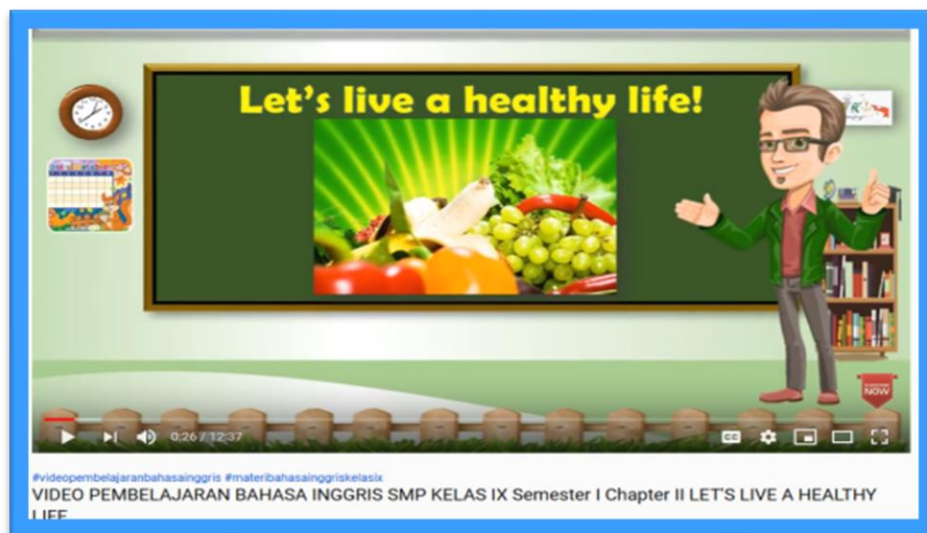 Let's live a healthy life!
NOW
0:26 / 12:37
CC
#videopembelajaranbahasainggris #materibahasainggriskelasix
VIDEO PEMBELAJARAN BAHASA INGGRIS SMP KELAS IX Semester I Chapter II LET'S LIVE A HEALTHY
LIFE